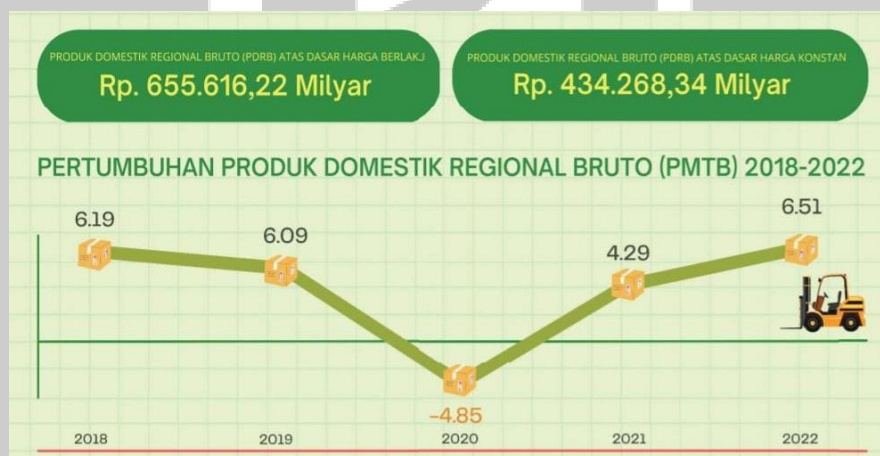 PRODUK DOMESTIK REGIONAL BRUTO (PDRB) ATAS DASAR HARGA BERLAKJ
Rp. 655.616,22 Milyar
PRODUK DOMESTIK REGIONAL BRUTO (PDRB) ATAS DASAR HARGA KONSTAN
Rp. 434.268,34 Milyar
PERTUMBUHAN PRODUK DOMESTIK REGIONAL BRUTO (PMTB) 2018-2022
6.19
6.09
-4.85
4.29
6.51
2018 2019 2020 2021 2022